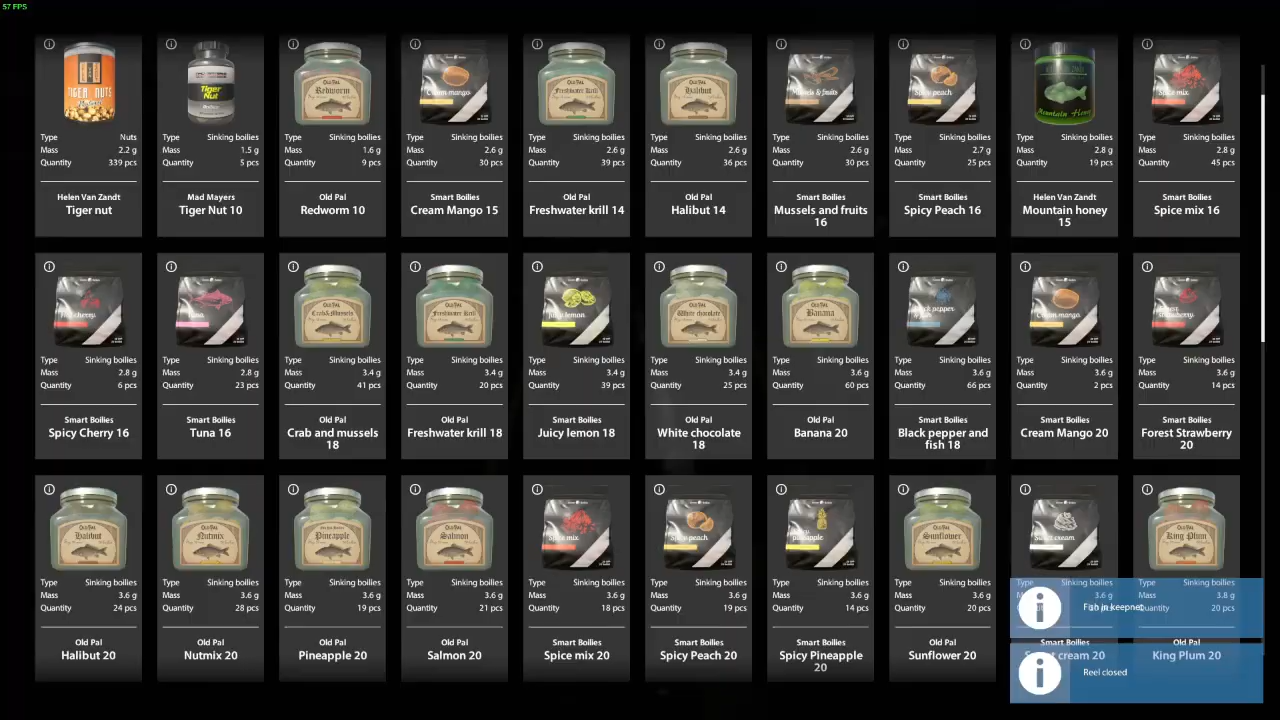 57 FPS
Type Nuts
Mass 2.2 g
Quantity 339 pcs
Helen Van Zandt
Tiger nut
Type Sinking boilies
Mass 1.5 g
Quantity 5 pcs
Mad Mayers
Tiger Nut 10
Type Sinking boilies
Mass 1.6 g
Quantity 9 pcs
Old Pal
Redworm 10
Type Sinking boilies
Mass 2.6 g
Quantity 30 pcs
Smart Boilies
Cream Mango 15
Type Sinking boilies
Mass 2.6 g
Quantity 39 pcs
Old Pal
Freshwater krill 14
Type Sinking boilies
Mass 2.6 g
Quantity 36 pcs
Old Pal
Halibut 14
Type Sinking boilies
Mass 2.6 g
Quantity 30 pcs
Smart Boilies
Mussels and fruits
16
Type Sinking boilies
Mass 2.7 g
Quantity 25 pcs
Smart Boilies
Spicy Peach 16
Type Sinking boilies
Mass 2.8 g
Quantity 19 pcs
Helen Van Zandt
Mountain honey
15
Type Sinking boilies
Mass 2.8 g
Quantity 45 pcs
Smart Boilies
Spice mix 16
Type Sinking boilies
Mass 2.8 g
Quantity 6 pcs
Smart Boilies
Spicy Cherry 16
Type Sinking boilies
Mass 2.8 g
Quantity 23 pcs
Smart Boilies
Tuna 16
Type Sinking boilies
Mass 3.4 g
Quantity 41 pcs
Old Pal
Crab and mussels
18
Type Sinking boilies
Mass 3.4 g
Quantity 20 pcs
Old Pal
Freshwater krill 18
Type Sinking boilies
Mass 3.4 g
Quantity 39 pcs
Smart Boilies
Juicy lemon 18
Type Sinking boilies
Mass 3.4 g
Quantity 25 pcs
Old Pal
White chocolate
18
Type Sinking boilies
Mass 3.6 g
Quantity 60 pcs
Old Pal
Banana 20
Type Sinking boilies
Mass 3.6 g
Quantity 66 pcs
Smart Boilies
Black pepper and
fish 18
Type Sinking boilies
Mass 3.6 g
Quantity 2 pcs
Smart Boilies
Cream Mango 20
Type Sinking boilies
Mass 3.6 g
Quantity 14 pcs
Smart Boilies
Forest Strawberry
20
Type Sinking boilies
Mass 3.6 g
Quantity 24 pcs
Old Pal
Halibut 20
Type Sinking boilies
Mass 3.6 g
Quantity 28 pcs
Old Pal
Nutmix 20
Type Sinking boilies
Mass 3.6 g
Quantity 19 pcs
Old Pal
Pineapple 20
Type Sinking boilies
Mass 3.6 g
Quantity 21 pcs
Old Pal
Salmon 20
Type Sinking boilies
Mass 3.6 g
Quantity 18 pcs
Smart Boilies
Spice mix 20
Type Sinking boilies
Mass 3.6 g
Quantity 19 pcs
Smart Boilies
Spicy Peach 20
Type Sinking boilies
Mass 3.6 g
Quantity 14 pcs
Smart Boilies
Spicy Pineapple
20
Type Sinking boilies
Mass 3.6 g
Quantity 20 pcs
Old Pal
Sunflower 20
Type Sinking boilies
3.6 g
Smart Boilies
cream 20
Type Sinking boilies
Mass 3.8 g
Quantity 20 pcs
Old Pal
King Plum 20
Fish in keepnet
Reel closed